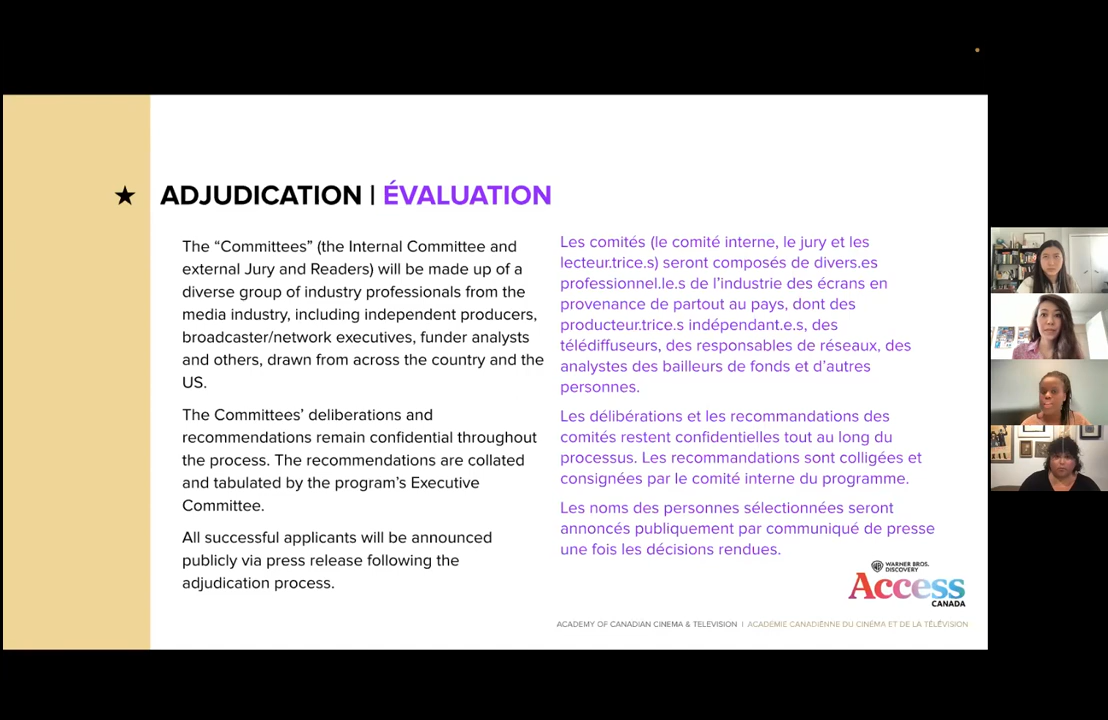 ★ ADJUDICATION | ÉVALUATION
The “Committees” (the Internal Committee and
external Jury and Readers) will be made up of a
diverse group of industry professionals from the
media industry, including independent producers,
broadcaster/network executives, funder analysts
and others, drawn from across the country and the
US.
The Committees’ deliberations and
recommendations remain confidential throughout
the process. The recommendations are collated
and tabulated by the program’s Executive
Committee.
All successful applicants will be announced
publicly via press release following the
adjudication process.
Les comités (le comité interne, le jury et les
lecteur.trice.s) seront composés de divers.es
professionnel.le.s de l’industrie des écrans en
provenance de partout au pays, dont des
producteur.trice.s indépendant.e.s, des
télédiffuseurs, des responsables de réseaux, des
analystes des bailleurs de fonds et d’autres
personnes.
Les délibérations et les recommandations des
comités restent confidentielles tout au long du
processus. Les recommandations sont colligées et
consignées par le comité interne du programme.
Les noms des personnes sélectionnées seront
annoncés publiquement par communiqué de presse
une fois les décisions rendues.
WARNER BROS.
DISCOVERY
Access
CANADA
ACADEMY OF CANADIAN CINEMA & TELEVISION | ACADÉMIE CANADIENNE DU CINÉMA ET DE LA TÉLÉVISION